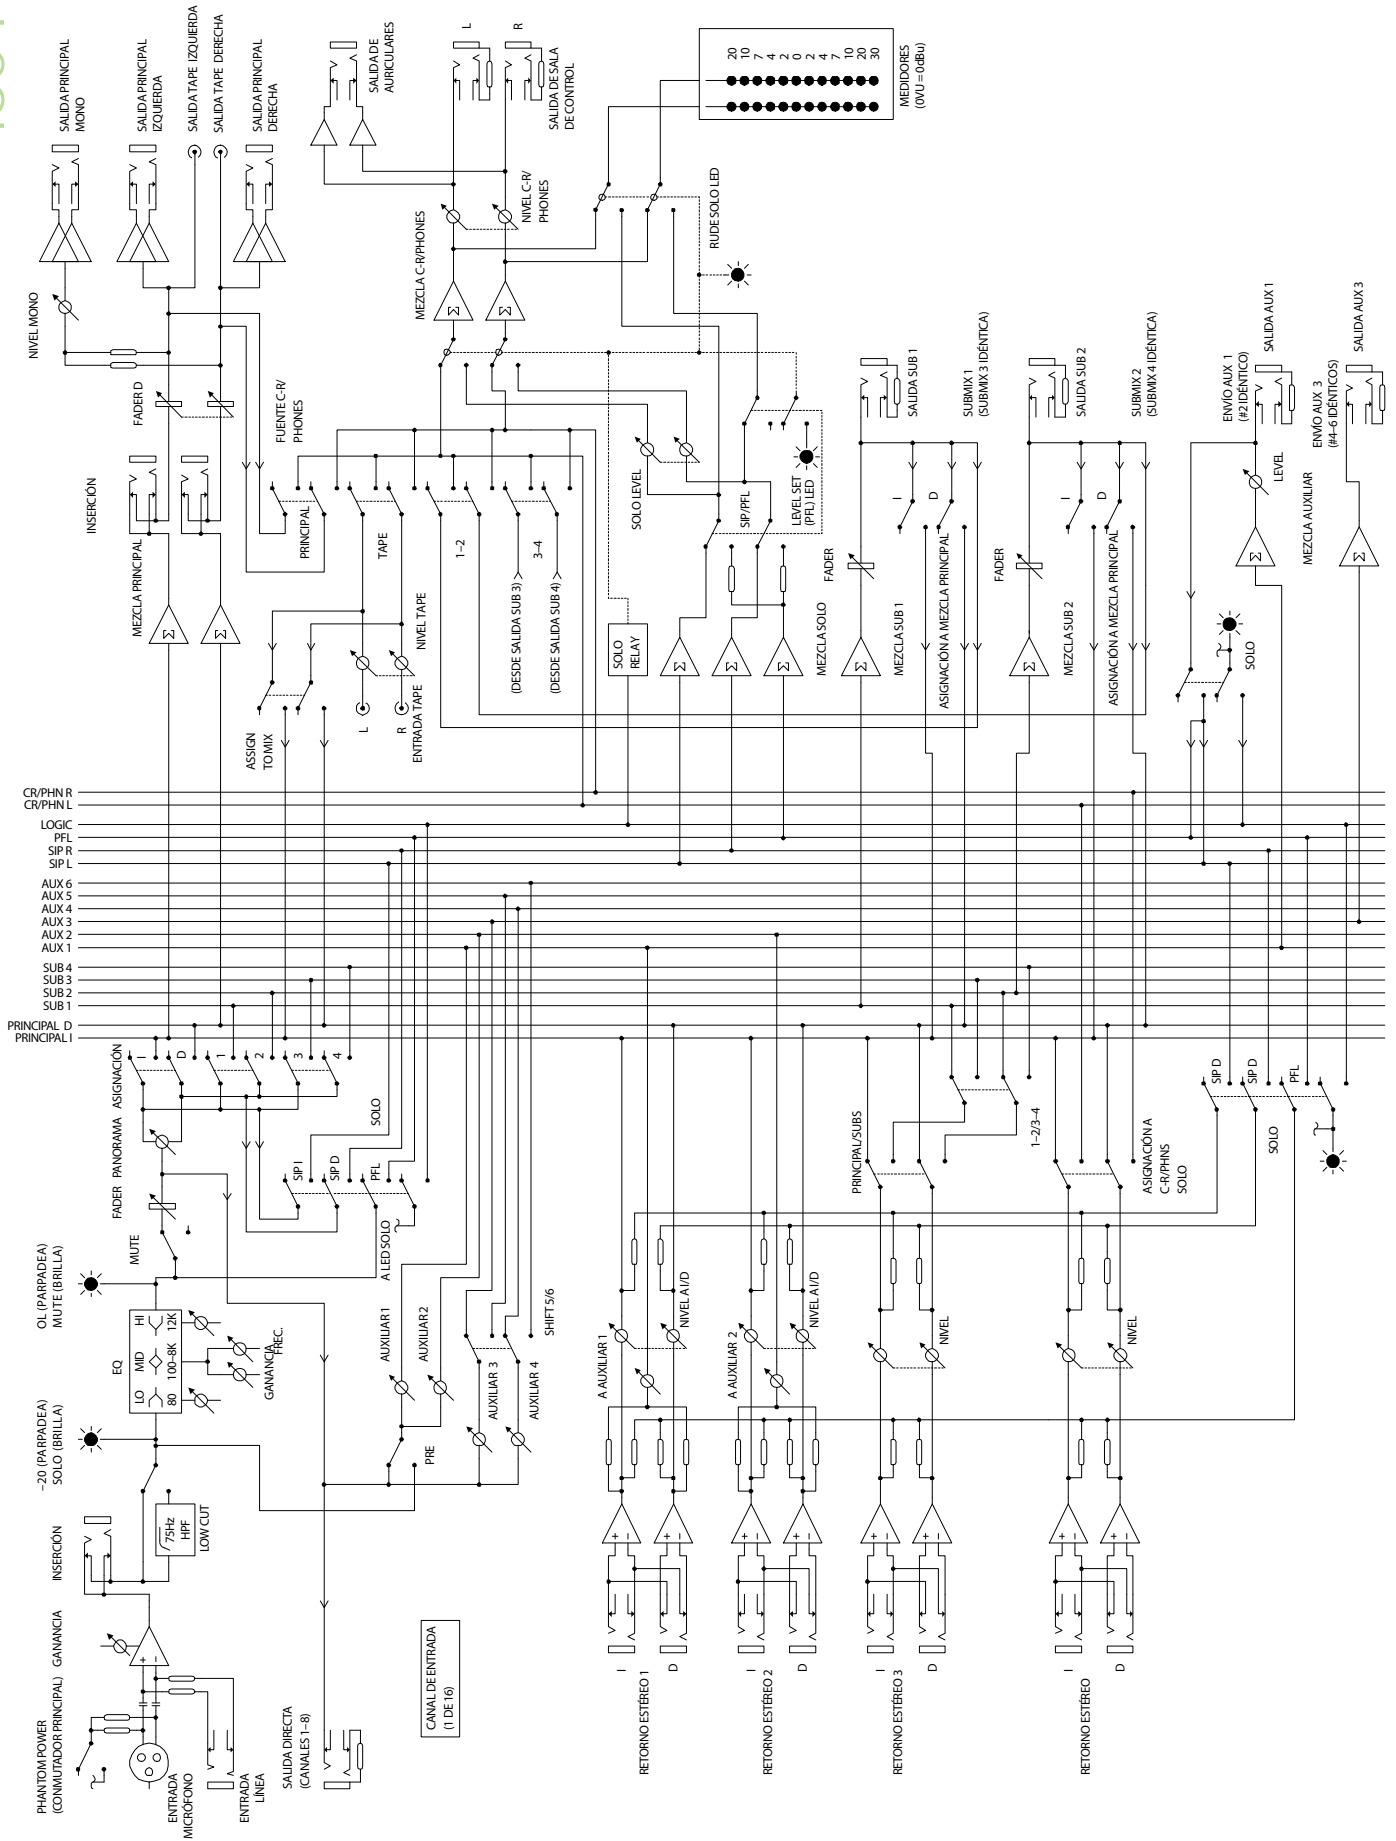 SALIDA PRINCIPAL
MONO
SALIDA PRINCIPAL
IZQUIERDA
SALIDA TAPE IZQUIERDA
SALIDA TAPE DERECHA
SALIDA PRINCIPAL
DERECHA
SALIDA DE
AURICULARES
L
R
SALIDA DE SALA
DE CONTROL
20
10
7
4
2
0
2
4
7
10
20
30
MEDIDORES
(0VU = 0dBu)
NIVEL MONO
FADER D
FUENTE C-R/
PHONES
MEZCLA C-R/PHONES
NIVEL C-R/
PHONES
RUDE SOLO LED
INSERCIÓN
MEZCLA PRINCIPAL
PRINCIPAL
TAPE
1–2
3–4
(DESDE SALIDA SUB 3)
(DESDE SALIDA SUB 4)
SOLO LEVEL
SIP/PFL
LEVEL SET
(PFL) LED
SALIDA SUB 1
SUBMIX 1
(SUBMIX 3 IDÉNTICA)
SALIDA SUB 2
SUBMIX 2
(SUBMIX 4 IDÉNTICA)
ENVÍO AUX 1
(#2 IDÉNTICO)
SALIDA AUX 1
ENVÍO AUX 3
(#4–6 IDÉNTICOS)
SALIDA AUX 3
ASSIGN
TO MIX
L
R
ENTRADA TAPE
NIVEL TAPE
SOLO
RELAY
MEZCLA SOLO
FADER
MEZCLA SUB 1
I
D
ASIGNACIÓN A MEZCLA PRINCIPAL
FADER
MEZCLA SUB 2
I
D
ASIGNACIÓN A MEZCLA PRINCIPAL
SOLO
LEVEL
MEZCLA AUXILIAR
CR/PHN R
CR/PHN L
LOGIC
PFL
SIP R
SIP L
AUX 6
AUX 5
AUX 4
AUX 3
AUX 2
AUX 1
SUB 4
SUB 3
SUB 2
SUB 1
PRINCIPAL D
PRINCIPAL I
ASIGNACIÓN
I
D
1
2
3
4
PANORAMA
FADER
MUTE
SOLO
SIP I
SIP D
PFL
A LED SOLO
OL (PARPADEA)
MUTE (BRILLA)
EQ
LO
MID
HI
80
100–8K
12K
GANANCIA
FREC.
–20 (PARPADEA)
SOLO (BRILLA)
INSERCIÓN
75Hz
HPF
LOW CUT
PHANTOM POWER
(CONMUTADOR PRINCIPAL)
GANANCIA
+
–
ENTRADA
MICRÓFONO
ENTRADA
LÍNEA
SALIDA DIRECTA
(CANALES 1–8)
CANAL DE ENTRADA
(1 DE 16)
PRE
AUXILIAR 1
AUXILIAR 2
AUXILIAR 3
AUXILIAR 4
SHIFT 5/6
A AUXILIAR 1
NIVEL A I/D
I
D
RETORNO ESTÉREO 1
A AUXILIAR 2
NIVEL A I/D
I
D
RETORNO ESTÉREO 2
PRINCIPAL/SUBS
1–2/3–4
NIVEL
I
D
RETORNO ESTÉREO 3
ASIGNACIÓN A
C-R/PHNS
SOLO
NIVEL
I
D
RETORNO ESTÉREO
SIP D
SIP D
PFL
SOLO